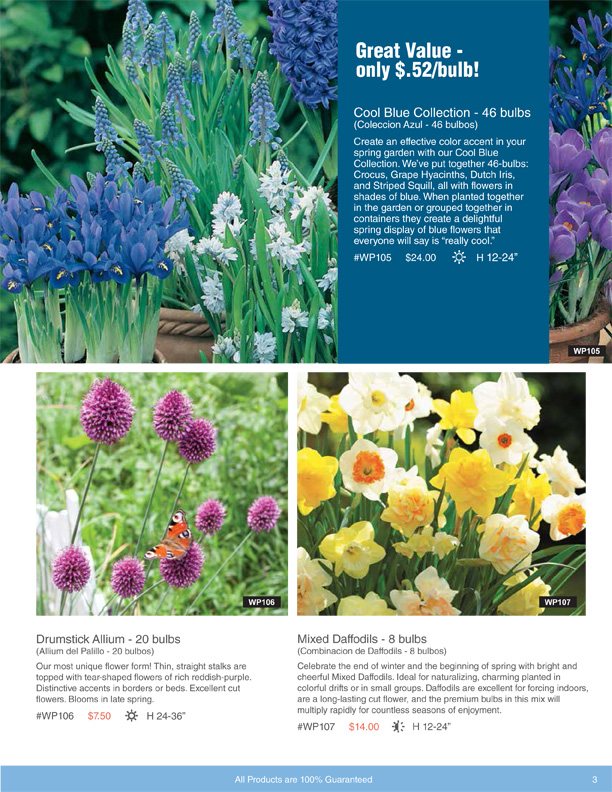 Great Value -
only $.52/bulb!
Cool Blue Collection - 46 bulbs
(Coleccion Azul - 46 bulbos)
Create an effective color accent in your
spring garden with our Cool Blue
Collection. We've put together 46-bulbs:
Crocus, Grape Hyacinths, Dutch Iris,
and Striped Squill, all with flowers in
shades of blue. When planted together
in the garden or grouped together in
containers they create a delightful
spring display of blue flowers that
everyone will say is “really cool.”
#WP105 $24.00 H 12-24”
WP105
WP106
Drumstick Allium - 20 bulbs
(Allium del Palillo - 20 bulbos)
Our most unique flower form! Thin, straight stalks are
topped with tear-shaped flowers of rich reddish-purple.
Distinctive accents in borders or beds. Excellent cut
flowers. Blooms in late spring.
#WP106 $7.50 H 24-36”
WP107
Mixed Daffodils - 8 bulbs
(Combinacion de Daffodils - 8 bulbos)
Celebrate the end of winter and the beginning of spring with bright and
cheerful Mixed Daffodils. Ideal for naturalizing, charming planted in
colorful drifts or in small groups. Daffodils are excellent for forcing indoors,
are a long-lasting cut flower, and the premium bulbs in this mix will
multiply rapidly for countless seasons of enjoyment.
#WP107 $14.00 H 12-24”
All Products are 100% Guaranteed
3